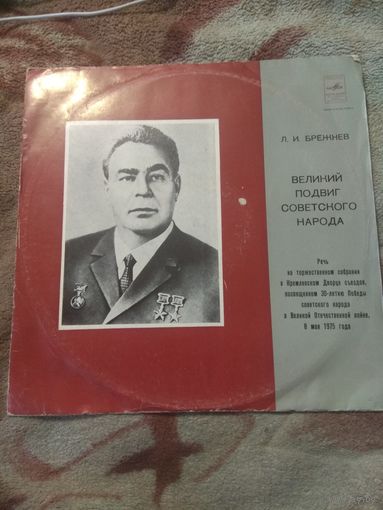 Л. И. БРЕЖНЕВ
ВЕЛИКИЙ
ПОДВИГ
СОВЕТСКОГО
НАРОДА
Речь
на торжественном собрании
в Кремлевском Дворце съездов,
посвященном 30-летию Победы
советского народа
в Великой Отечественной войне,
8 мая 1975 года